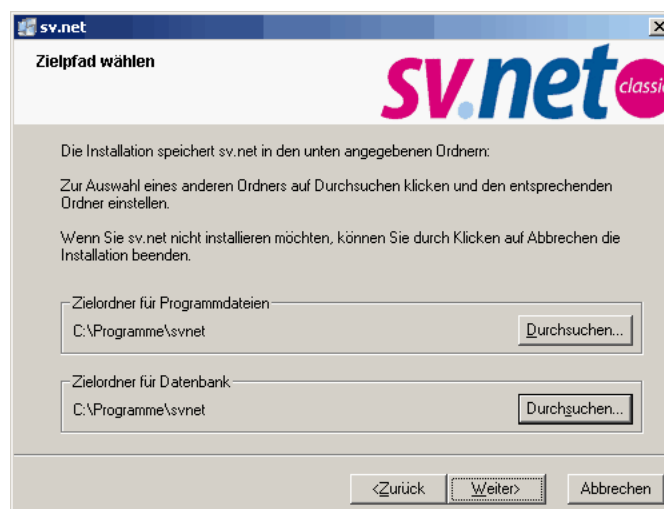 sv.net
Zielpfad wählen
sv.net classic
Die Installation speichert sv.net in den unten angegebenen Ordnern:
Zur Auswahl eines anderen Ordners auf Durchsuchen klicken und den entsprechenden
Ordner einstellen.
Wenn Sie sv.net nicht installieren möchten, können Sie durch Klicken auf Abbrechen die
Installation beenden.
Zielordner für Programmdateien
C:\Programme\svnet
Durchsuchen...
Zielordner für Datenbank
C:\Programme\svnet
Durchsuchen...
<Zurück
Weiter>
Abbrechen